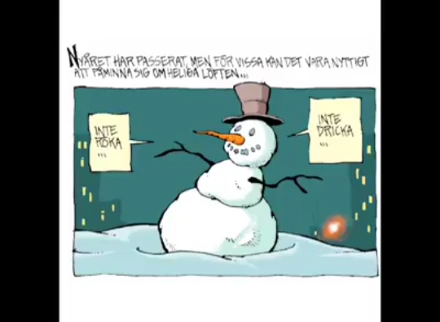 NYÅRET HAR PASSERAT, MEN FÖR VISSA KAN DET VARA NYTTIGT
ATT PÅMINNA SIG OM HELIGA LÖFTEN...
INTE
RÖKA
...
INTE
DRICKA
...